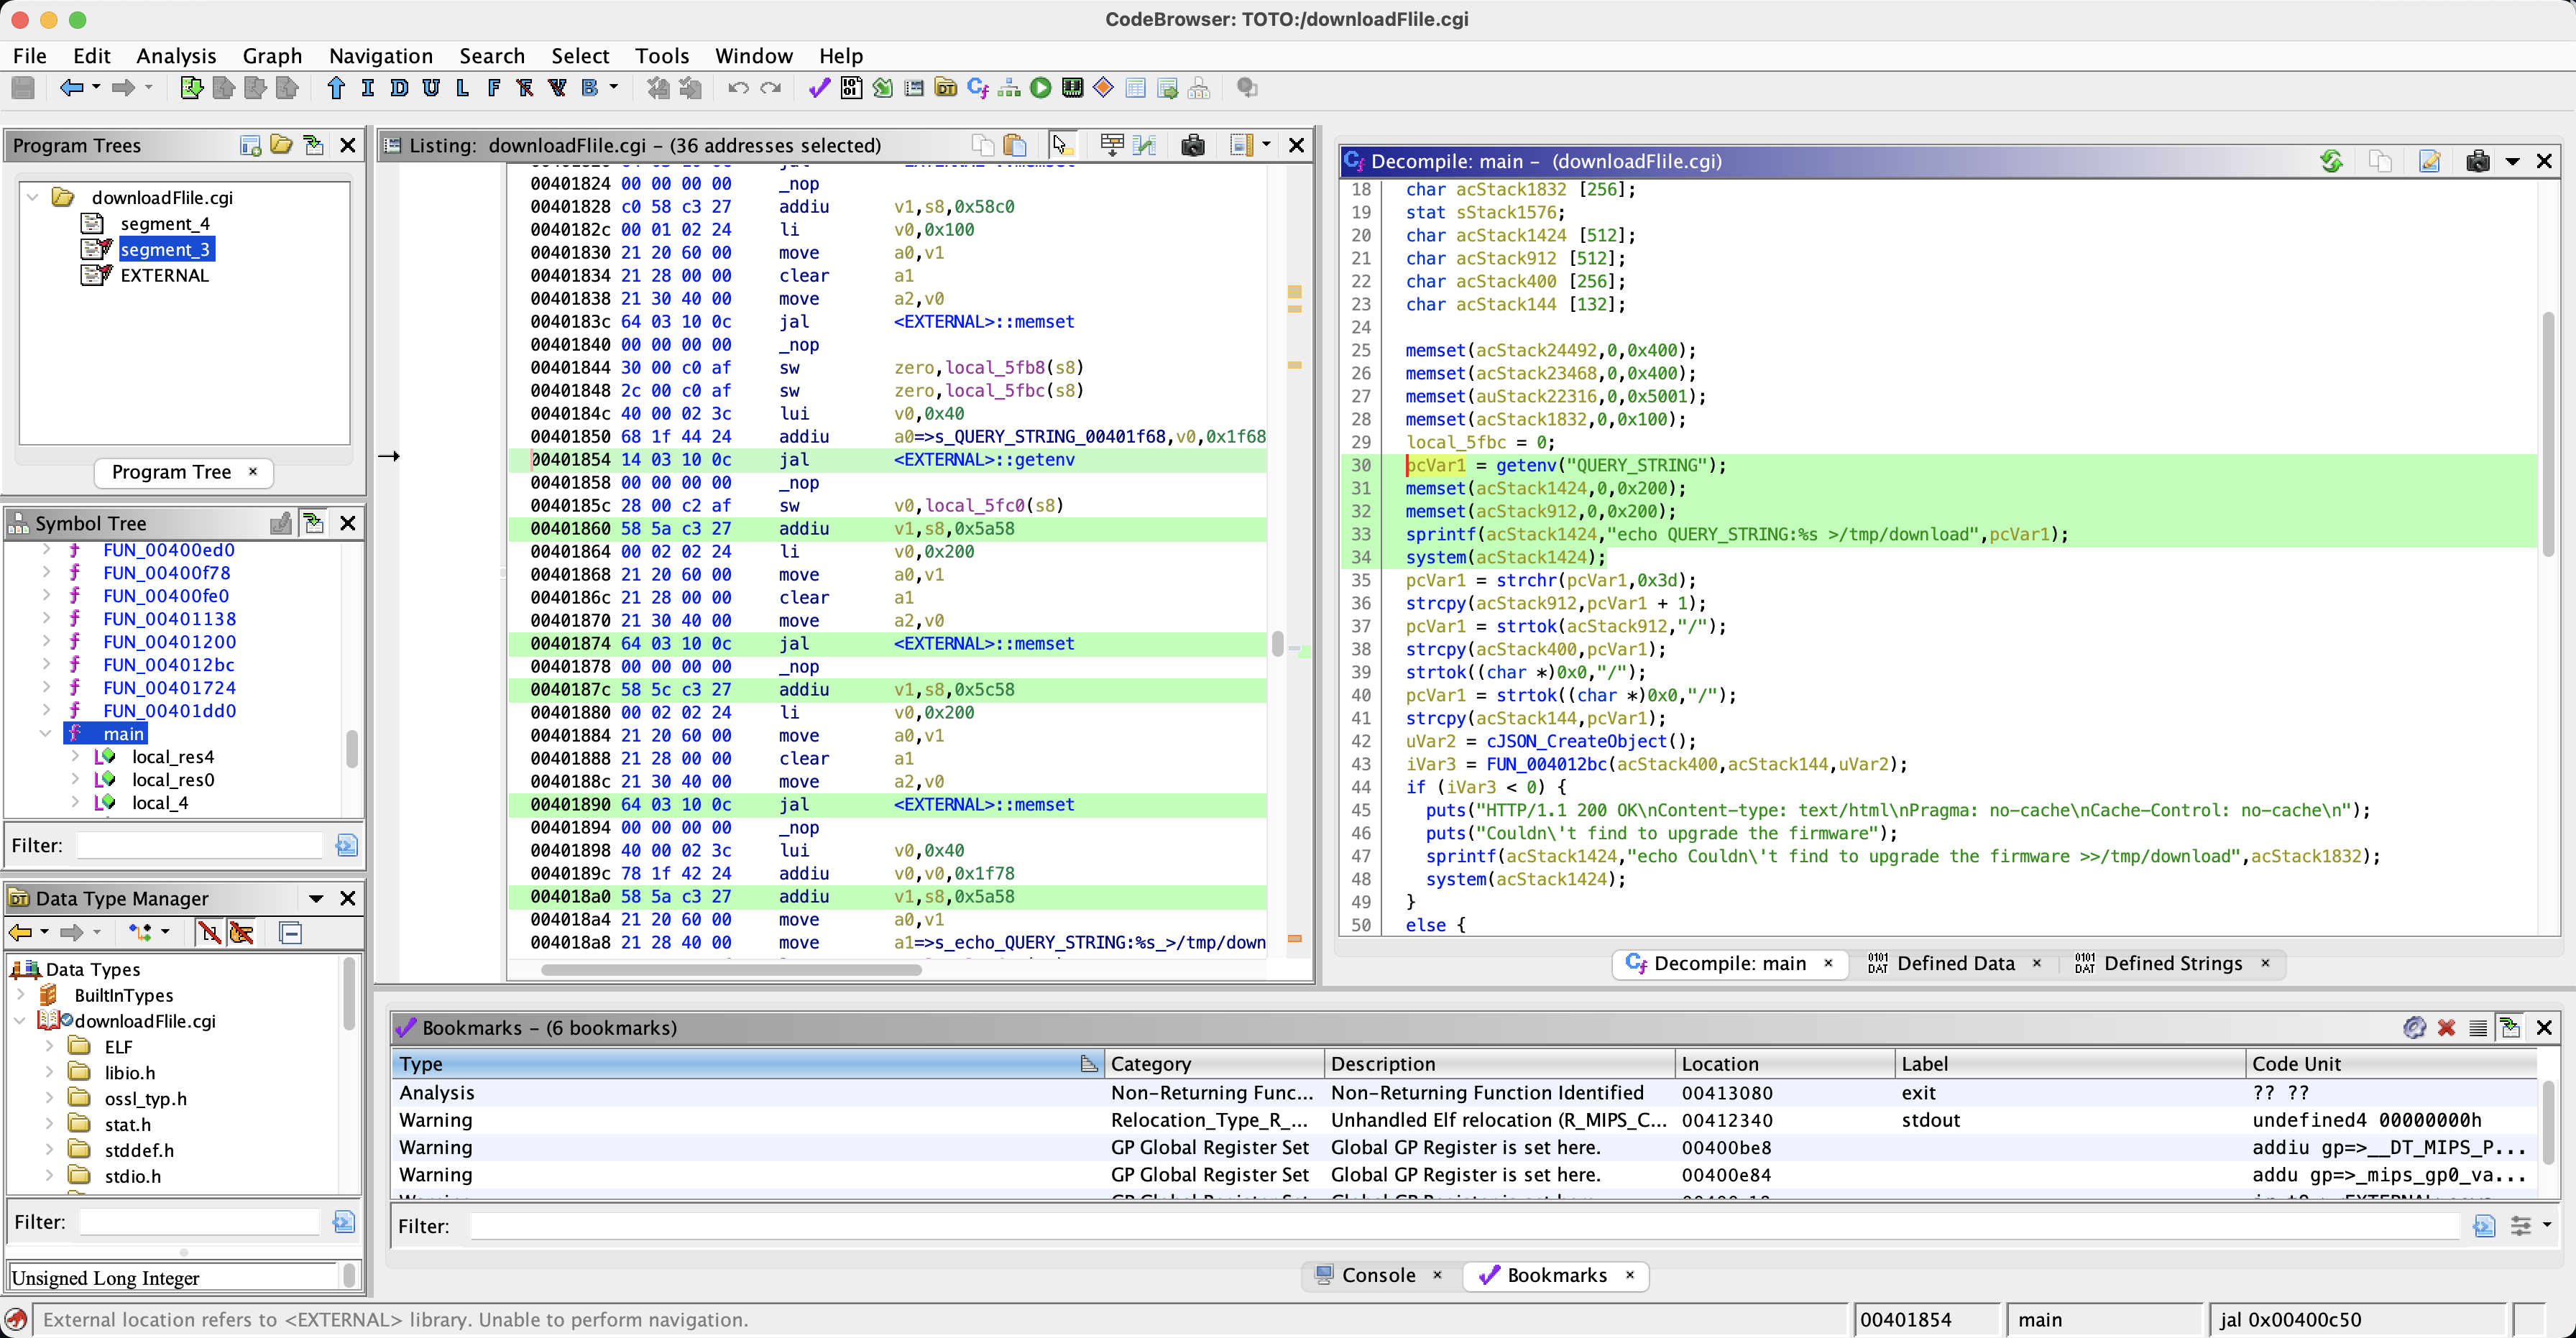 CodeBrowser: TOTO:/downloadFlile.cgi
File Edit Analysis Graph Navigation Search Select Tools Window Help
I D U L F B
Program Trees
downloadFlile.cgi
segment_4
segment_3
EXTERNAL
Program Tree ×
Symbol Tree
FUN_00400ed0
FUN_00400f78
FUN_00400fe0
FUN_00401138
FUN_00401200
FUN_004012bc
FUN_00401724
FUN_00401dd0
main
local_res4
local_res0
local_4
Filter:
Data Type Manager
Data Types
BuiltInTypes
downloadFlile.cgi
ELF
libio.h
ossl_typ.h
stat.h
stddef.h
stdio.h
Filter:
Unsigned Long Integer
Listing: downloadFlile.cgi - (36 addresses selected)
00401824 00 00 00 00 _nop
00401828 c0 58 c3 27 addiu v1,s8,0x58c0
0040182c 00 01 02 24 li v0,0x100
00401830 21 20 60 00 move a0,v1
00401834 21 28 00 00 clear a1
00401838 21 30 40 00 move a2,v0
0040183c 64 03 10 0c jal <EXTERNAL>::memset
00401840 00 00 00 00 _nop
00401844 30 00 c0 af sw zero,local_5fb8(s8)
00401848 2c 00 c0 af sw zero,local_5fbc(s8)
0040184c 40 00 02 3c lui v0,0x40
00401850 68 1f 44 24 addiu a0=>s_QUERY_STRING_00401f68,v0,0x1f68
00401854 14 03 10 0c jal <EXTERNAL>::getenv
00401858 00 00 00 00 _nop
0040185c 28 00 c2 af sw v0,local_5fc0(s8)
00401860 58 5a c3 27 addiu v1,s8,0x5a58
00401864 00 02 02 24 li v0,0x200
00401868 21 20 60 00 move a0,v1
0040186c 21 28 00 00 clear a1
00401870 21 30 40 00 move a2,v0
00401874 64 03 10 0c jal <EXTERNAL>::memset
00401878 00 00 00 00 _nop
0040187c 58 5c c3 27 addiu v1,s8,0x5c58
00401880 00 02 02 24 li v0,0x200
00401884 21 20 60 00 move a0,v1
00401888 21 28 00 00 clear a1
0040188c 21 30 40 00 move a2,v0
00401890 64 03 10 0c jal <EXTERNAL>::memset
00401894 00 00 00 00 _nop
00401898 40 00 02 3c lui v0,0x40
0040189c 78 1f 42 24 addiu v0,v0,0x1f78
004018a0 58 5a c3 27 addiu v1,s8,0x5a58
004018a4 21 20 60 00 move a0,v1
004018a8 21 28 40 00 move a1=>s_echo_QUERY_STRING:%s_>/tmp/down
Decompile: main - (downloadFlile.cgi)
18 char acStack1832 [256];
19 stat sStack1576;
20 char acStack1424 [512];
21 char acStack912 [512];
22 char acStack400 [256];
23 char acStack144 [132];
24
25 memset(acStack24492,0,0x400);
26 memset(acStack23468,0,0x400);
27 memset(auStack22316,0,0x5001);
28 memset(acStack1832,0,0x100);
29 local_5fbc = 0;
30 pcVar1 = getenv("QUERY_STRING");
31 memset(acStack1424,0,0x200);
32 memset(acStack912,0,0x200);
33 sprintf(acStack1424,"echo QUERY_STRING:%s >/tmp/download",pcVar1);
34 system(acStack1424);
35 pcVar1 = strchr(pcVar1,0x3d);
36 strcpy(acStack912,pcVar1 + 1);
37 pcVar1 = strtok(acStack912,"/");
38 strcpy(acStack400,pcVar1);
39 strtok((char *)0x0,"/");
40 pcVar1 = strtok((char *)0x0,"/");
41 strcpy(acStack144,pcVar1);
42 uVar2 = cJSON_CreateObject();
43 iVar3 = FUN_004012bc(acStack400,acStack144,uVar2);
44 if (iVar3 < 0) {
45 puts("HTTP/1.1 200 OK\nContent-type: text/html\nPragma: no-cache\nCache-Control: no-cache\n");
46 puts("Couldn\'t find to upgrade the firmware");
47 sprintf(acStack1424,"echo Couldn\'t find to upgrade the firmware >>/tmp/download",acStack1832);
48 system(acStack1424);
49 }
50 else {
Decompile: main × Defined Data × Defined Strings ×
Bookmarks - (6 bookmarks)
Type Category Description Location Label Code Unit
Analysis Non-Returning Func... Non-Returning Function Identified 00413080 exit ?? ??
Warning Relocation_Type_R_... Unhandled Elf relocation (R_MIPS_C... 00412340 stdout undefined4 00000000h
Warning GP Global Register Set Global GP Register is set here. 00400be8 addiu gp=>__DT_MIPS_P...
Warning GP Global Register Set Global GP Register is set here. 00400e84 addu gp=>_mips_gp0_va...
Filter:
Console × Bookmarks ×
External location refers to <EXTERNAL> library. Unable to perform navigation.
00401854 main jal 0x00400c50